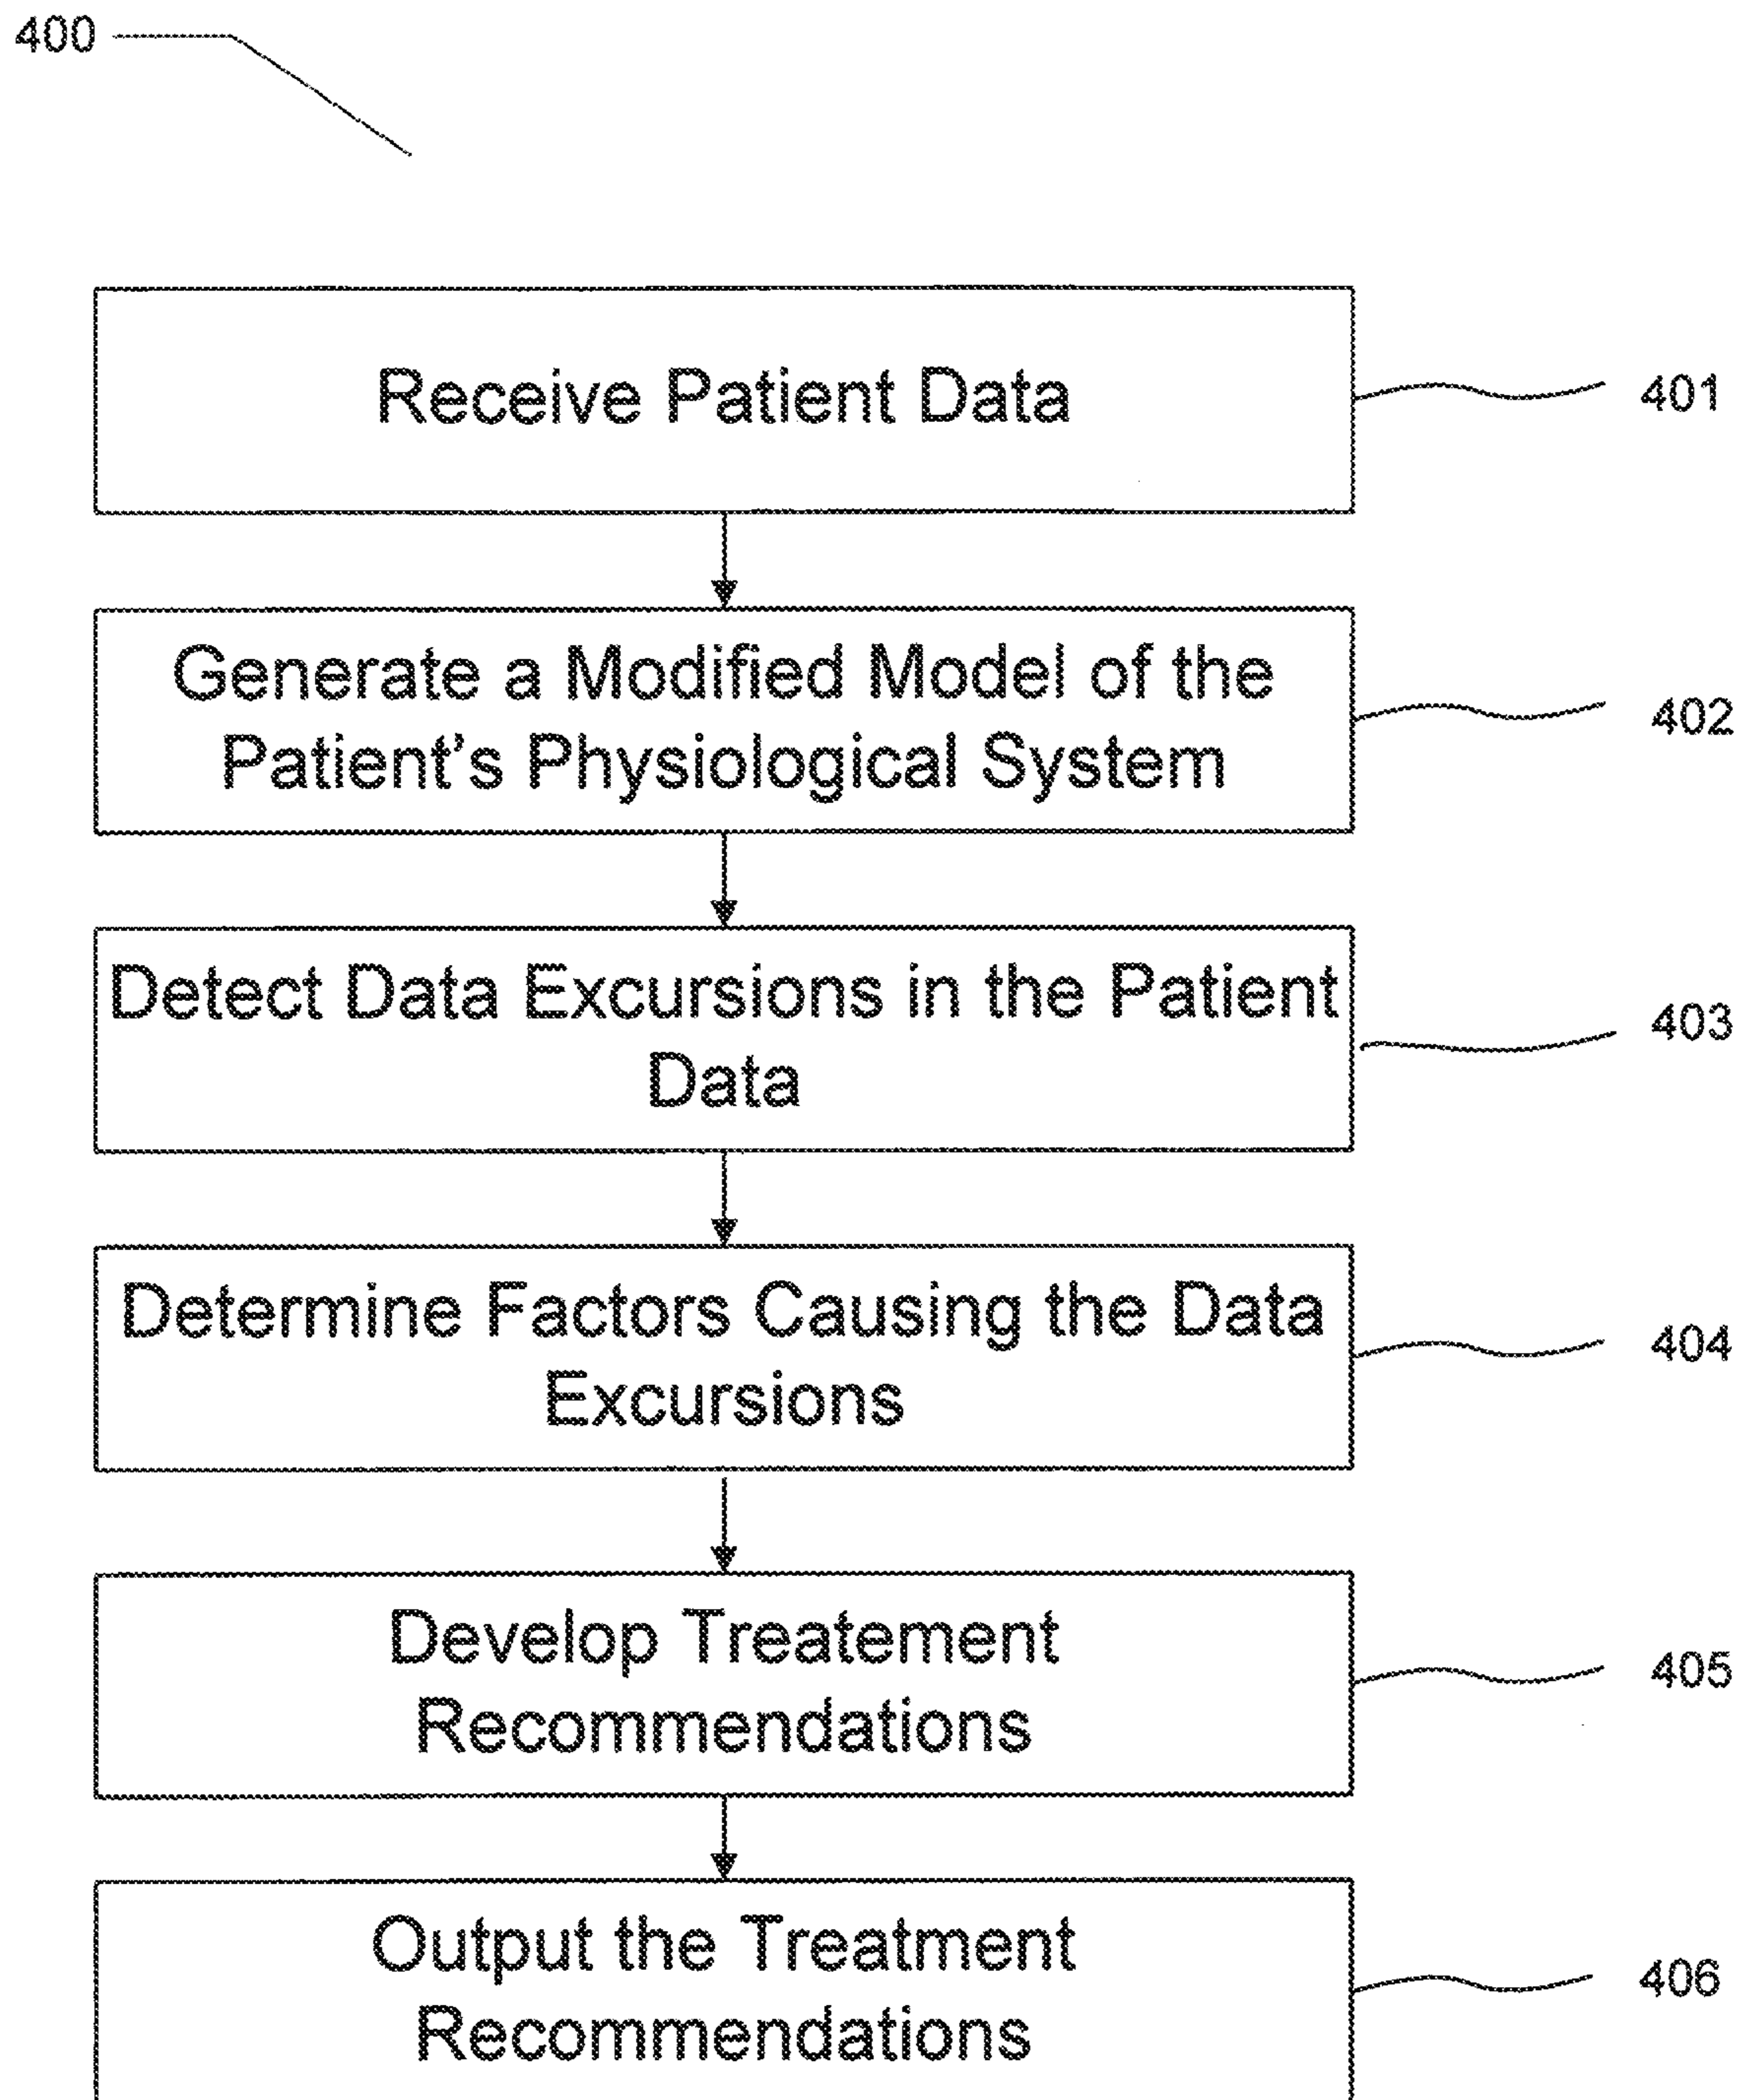 400
Receive Patient Data
401
Generate a Modified Model of the
Patient's Physiological System
402
Detect Data Excursions in the Patient
Data
403
Determine Factors Causing the Data
Excursions
404
Develop Treatement
Recommendations
405
Output the Treatment
Recommendations
406